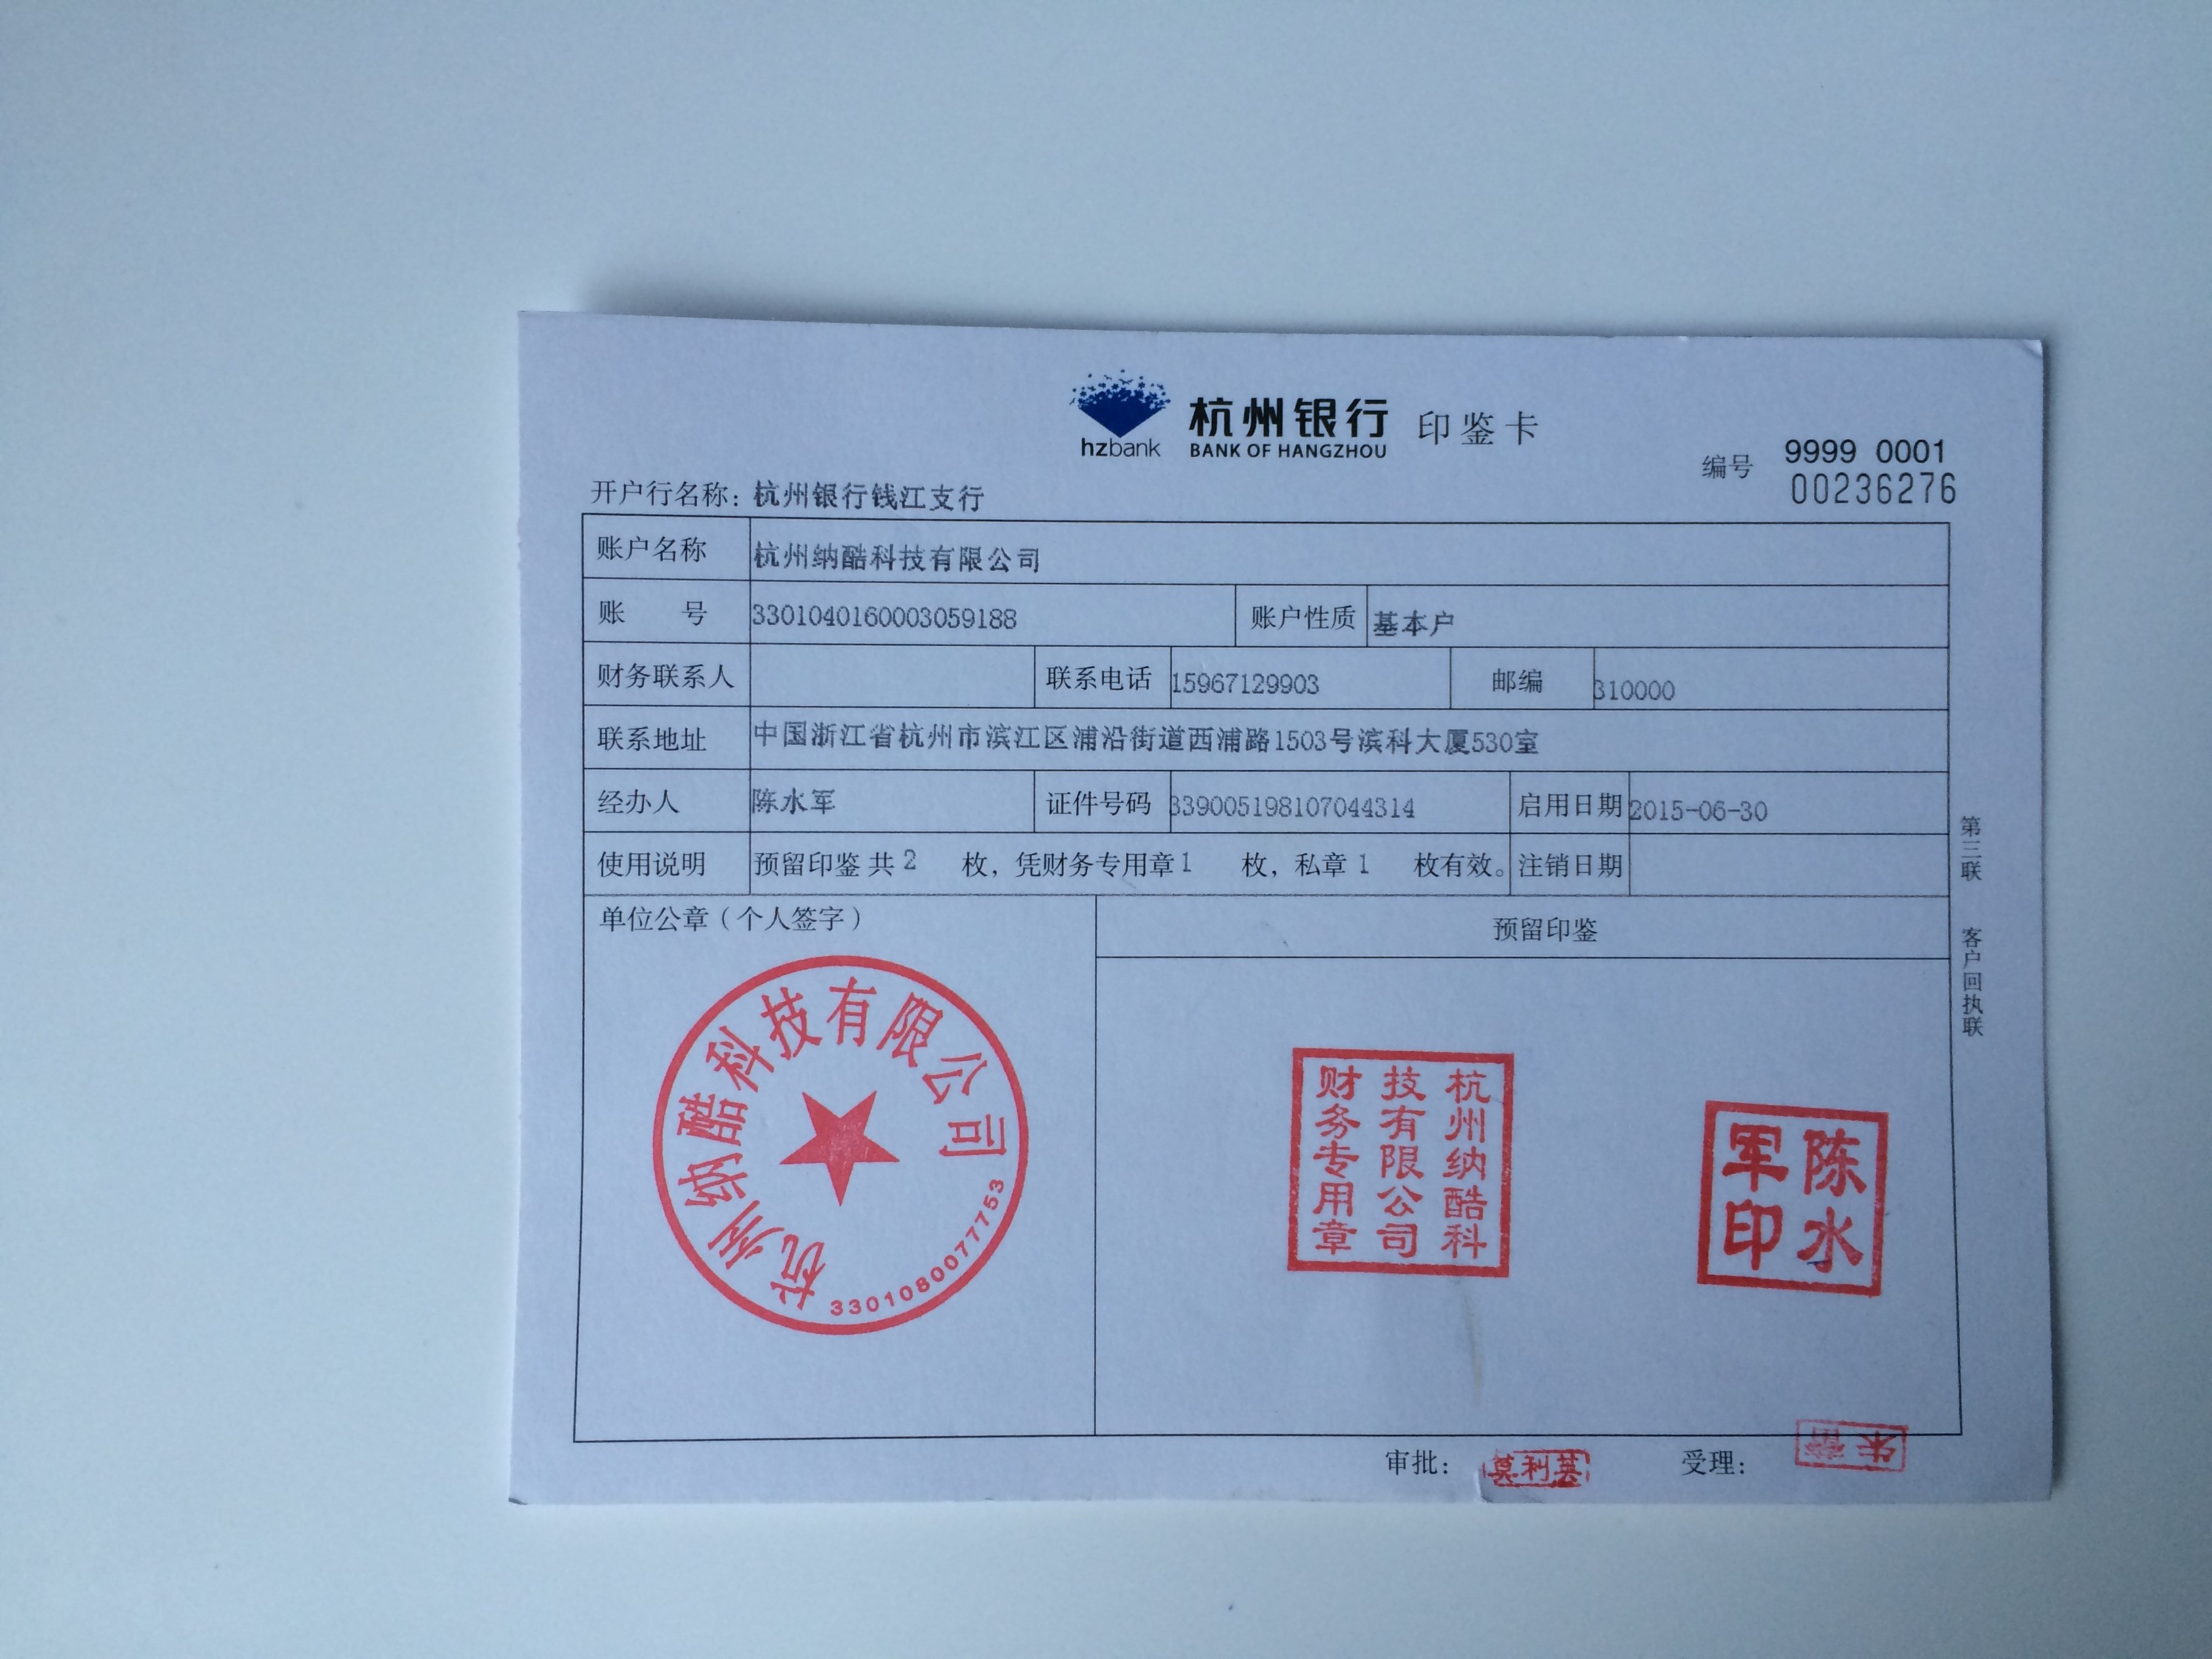 hzbank
杭州银行 印鉴卡
BANK OF HANGZHOU
编号 9999 0001
00236276
开户行名称：杭州银行钱江支行
账户名称 杭州纳酷科技有限公司
账 号 3301040160003059188 账户性质 基本户
财务联系人 联系电话 15967129903 邮编 310000
联系地址 中国浙江省杭州市滨江区浦沿街道西浦路1503号滨科大厦530室
经办人 陈水军 证件号码 339005198107044314 启用日期 2015-06-30
使用说明 预留印鉴 共 2 枚，凭财务专用章 1 枚，私章 1 枚有效。 注销日期
第三联 客户回执联
单位公章（个人签字）
预留印鉴
杭州纳酷科技有限公司
3301080077753
杭州纳酷科
技有限公司
财务专用章
陈水
军印
审批： 莫利其 受理：